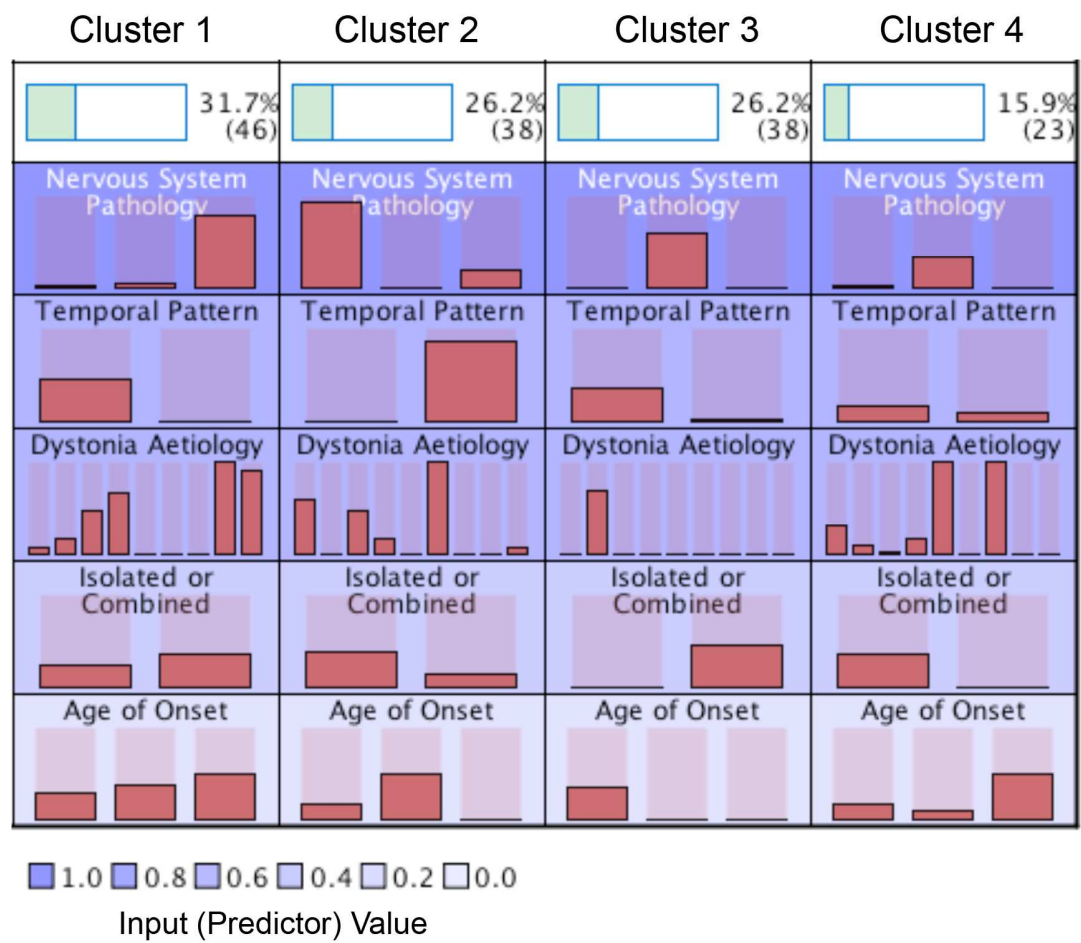 Cluster 1 Cluster 2 Cluster 3 Cluster 4
31.7% 26.2% 26.2% 15.9%
(46) (38) (38) (23)
Nervous System Nervous System Nervous System Nervous System
Pathology Pathology Pathology Pathology
Temporal Pattern Temporal Pattern Temporal Pattern Temporal Pattern
Dystonia Aetiology Dystonia Aetiology Dystonia Aetiology Dystonia Aetiology
Isolated or Isolated or Isolated or Isolated or
Combined Combined Combined Combined
Age of Onset Age of Onset Age of Onset Age of Onset
1.0 0.8 0.6 0.4 0.2 0.0
Input (Predictor) Value